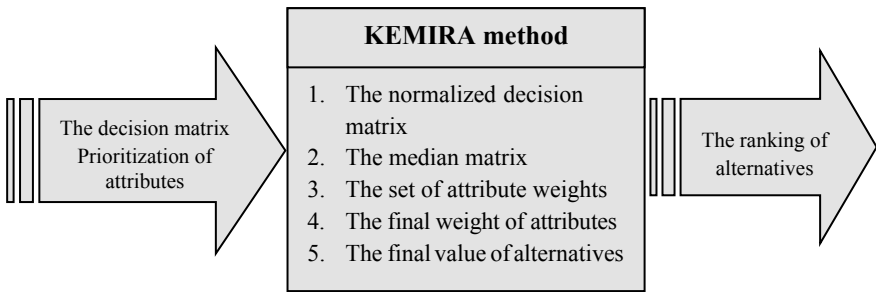 The decision matrix
Prioritization of
attributes
KEMIRA method
1. The normalized decision
matrix
2. The median matrix
3. The set of attribute weights
4. The final weight of attributes
5. The final value of alternatives
The ranking of
alternatives